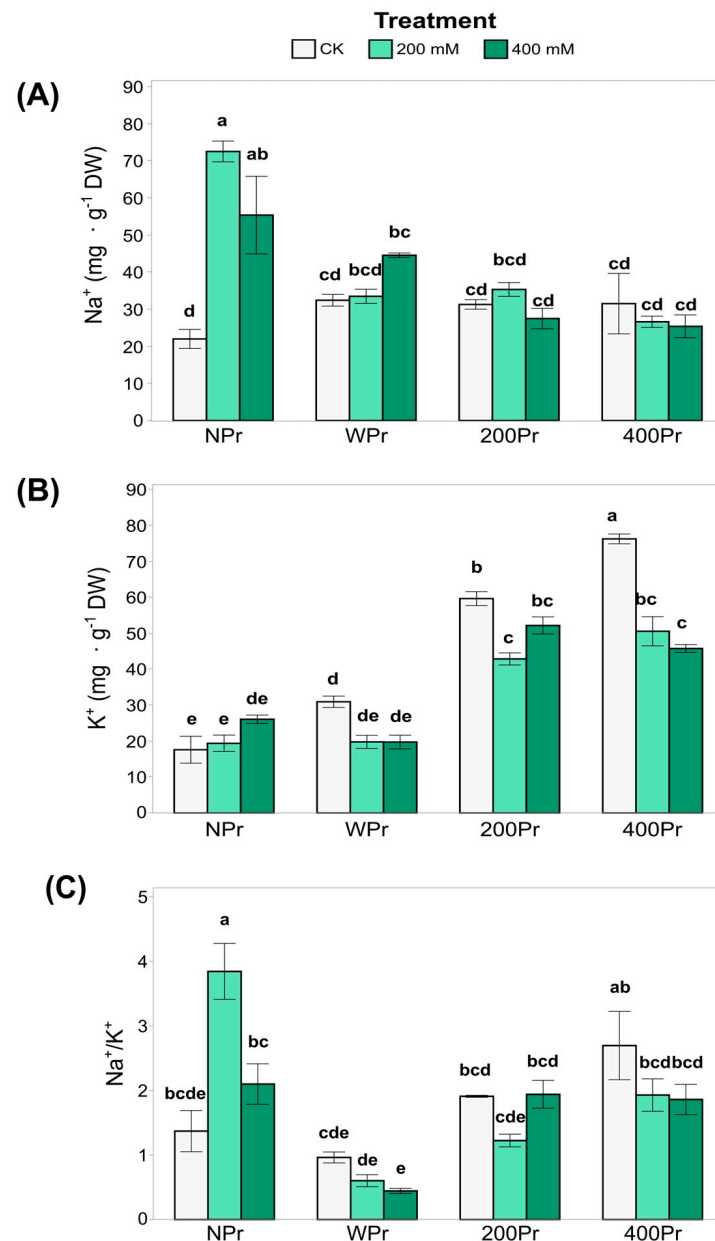 Treatment
CK 200 mM 400 mM
(A)
90
80
70
60
50
40
30
20
10
0
Na⁺ (mg · g⁻¹ DW)
a
ab
d
cd
bcd
bc
cd
bcd
cd
cd
cd
cd
NPr WPr 200Pr 400Pr
(B)
90
80
70
60
50
40
30
20
10
0
K⁺ (mg · g⁻¹ DW)
e
e
de
d
de
de
b
c
bc
a
bc
c
NPr WPr 200Pr 400Pr
(C)
5
4
3
2
1
0
Na⁺/K⁺
bcde
a
bc
cde
de
e
bcd
cde
bcd
ab
bcd
bcd
NPr WPr 200Pr 400Pr